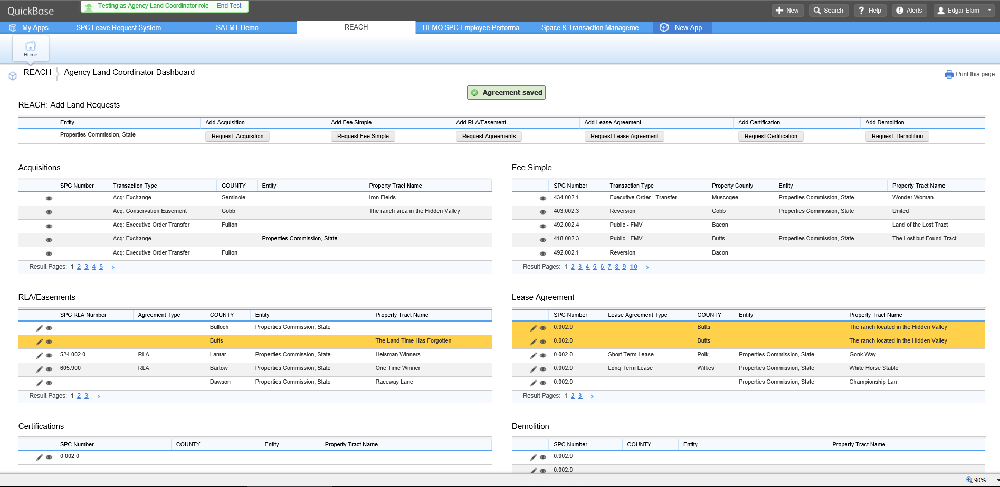 QuickBase
Testing as Agency Land Coordinator role End Test
New Search Help Alerts Edgar Elam
My Apps SPC Leave Request System SATMT Demo REACH DEMO SPC Employee Performa... Space & Transaction Manageme... New App
Home
REACH Agency Land Coordinator Dashboard
Print this page
Agreement saved
REACH: Add Land Requests
Entity Add Acquisition Add Fee Simple Add RLA/Easement Add Lease Agreement Add Certification Add Demolition
Properties Commission, State Request Acquisition Request Fee Simple Request Agreements Request Lease Agreement Request Certification Request Demolition
Acquisitions
SPC Number Transaction Type COUNTY Entity Property Tract Name
Acq: Exchange Seminole Iron Fields
Acq: Conservation Easement Cobb The ranch area in the Hidden Valley
Acq: Executive Order Transfer Fulton
Acq: Exchange Properties Commission, State
Acq: Executive Order Transfer Fulton
Result Pages: 1 2 3 4 5 >
Fee Simple
SPC Number Transaction Type Property County Entity Property Tract Name
434.002.1 Executive Order - Transfer Muscogee Properties Commission, State Wonder Woman
403.002.3 Reversion Cobb Properties Commission, State United
492.002.4 Public - FMV Bacon Land of the Lost Tract
418.002.3 Public - FMV Butts Properties Commission, State The Lost but Found Tract
492.002.1 Reversion Bacon
Result Pages: 1 2 3 4 5 6 7 8 9 10 >
RLA/Easements
SPC RLA Number Agreement Type COUNTY Entity Property Tract Name
Bulloch Properties Commission, State
Butts The Land Time Has Forgotten
524.002.0 RLA Lamar Properties Commission, State Heisman Winners
605.900 RLA Bartow Properties Commission, State One Time Winner
Dawson Properties Commission, State Raceway Lane
Result Pages: 1 2 3 >
Lease Agreement
SPC Number Lease Agreement Type COUNTY Entity Property Tract Name
0.002.0 Butts The ranch located in the Hidden Valley
0.002.0 Butts The ranch located in the Hidden Valley
0.002.0 Short Term Lease Polk Properties Commission, State Gonk Way
0.002.0 Long Term Lease Wilkes Properties Commission, State White Horse Stable
0.002.0 Properties Commission, State Championship Lan
Result Pages: 1 2 3 >
Certifications
SPC Number COUNTY Entity Property Tract Name
0.002.0
Demolition
SPC Number COUNTY Entity Property Tract Name
0.002.0
0.002.0
90%